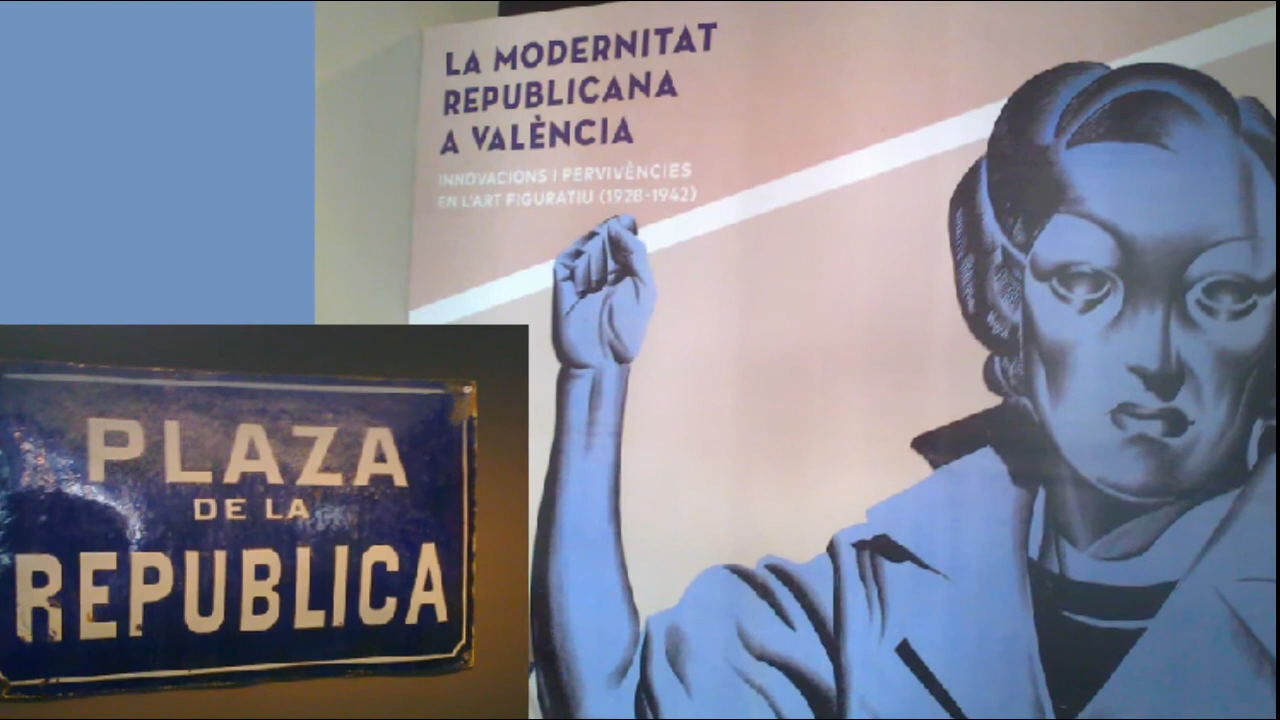 LA MODERNITAT
REPUBLICANA
A VALÈNCIA
INNOVACIONS I PERVIVÈNCIES
EN L'ART FIGURATIU (1928-1942)
PLAZA
DE LA
REPUBLICA